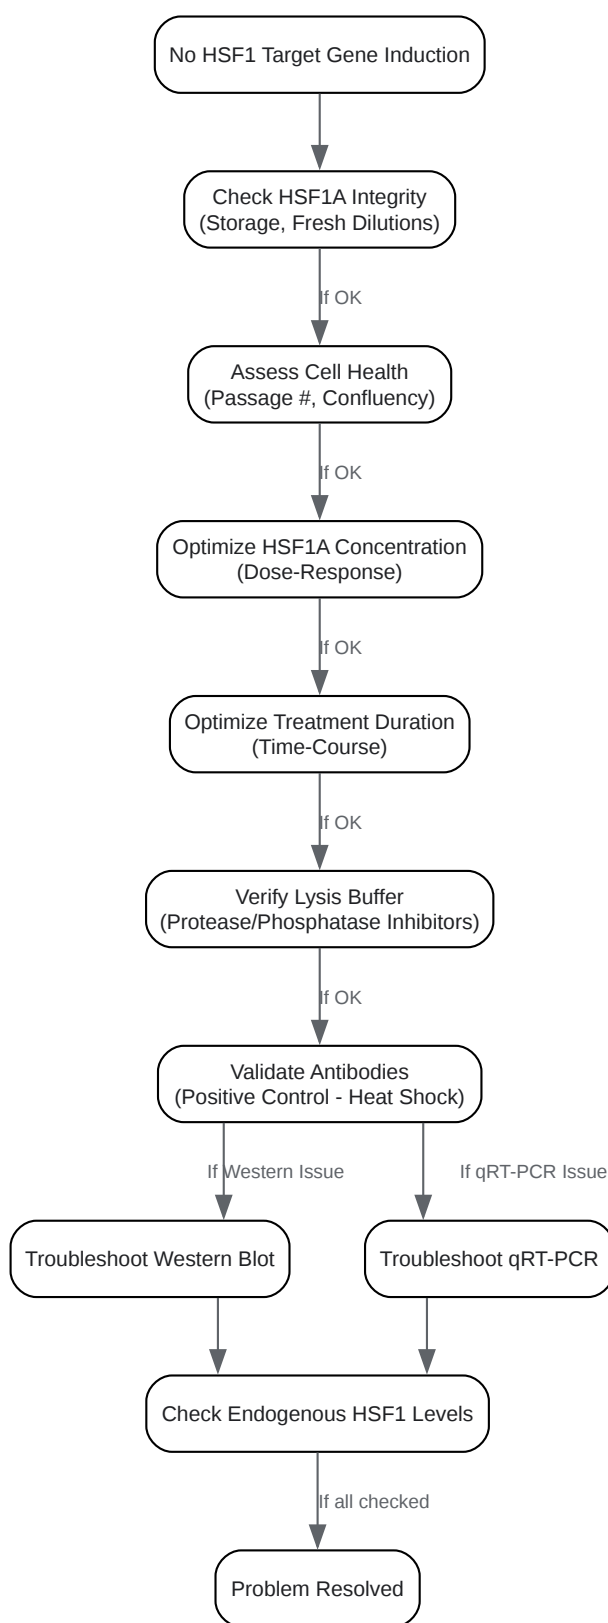 No HSF1 Target Gene Induction
Check HSF1A Integrity
(Storage, Fresh Dilutions)
If OK
Assess Cell Health
(Passage #, Confluency)
If OK
Optimize HSF1A Concentration
(Dose-Response)
If OK
Optimize Treatment Duration
(Time-Course)
If OK
Verify Lysis Buffer
(Protease/Phosphatase Inhibitors)
If OK
Validate Antibodies
(Positive Control - Heat Shock)
If Western Issue
If qRT-PCR Issue
Troubleshoot Western Blot
Troubleshoot qRT-PCR
Check Endogenous HSF1 Levels
If all checked
Problem Resolved